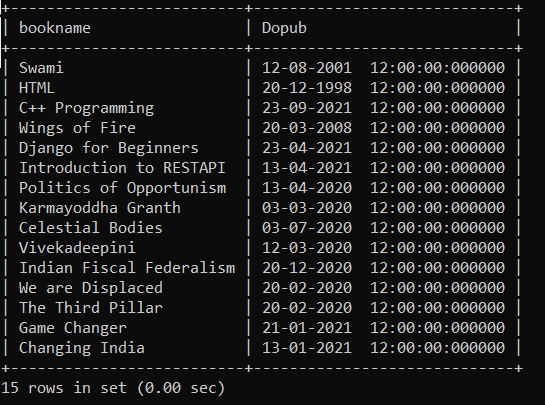 +--------------------------+-----------------------------+
| bookname                 | Dopub                       |
+--------------------------+-----------------------------+
| Swami                    | 12-08-2001  12:00:00:000000 |
| HTML                     | 20-12-1998  12:00:00:000000 |
| C++ Programming          | 23-09-2021  12:00:00:000000 |
| Wings of Fire            | 20-03-2008  12:00:00:000000 |
| Django for Beginners     | 23-04-2021  12:00:00:000000 |
| Introduction to RESTAPI  | 13-04-2021  12:00:00:000000 |
| Politics of Opportunism  | 13-04-2020  12:00:00:000000 |
| Karmayoddha Granth       | 03-03-2020  12:00:00:000000 |
| Celestial Bodies         | 03-07-2020  12:00:00:000000 |
| Vivekadeepini            | 12-03-2020  12:00:00:000000 |
| Indian Fiscal Federalism | 20-12-2020  12:00:00:000000 |
| We are Displaced         | 20-02-2020  12:00:00:000000 |
| The Third Pillar         | 20-02-2020  12:00:00:000000 |
| Game Changer             | 21-01-2021  12:00:00:000000 |
| Changing India           | 13-01-2021  12:00:00:000000 |
+--------------------------+-----------------------------+
15 rows in set (0.00 sec)